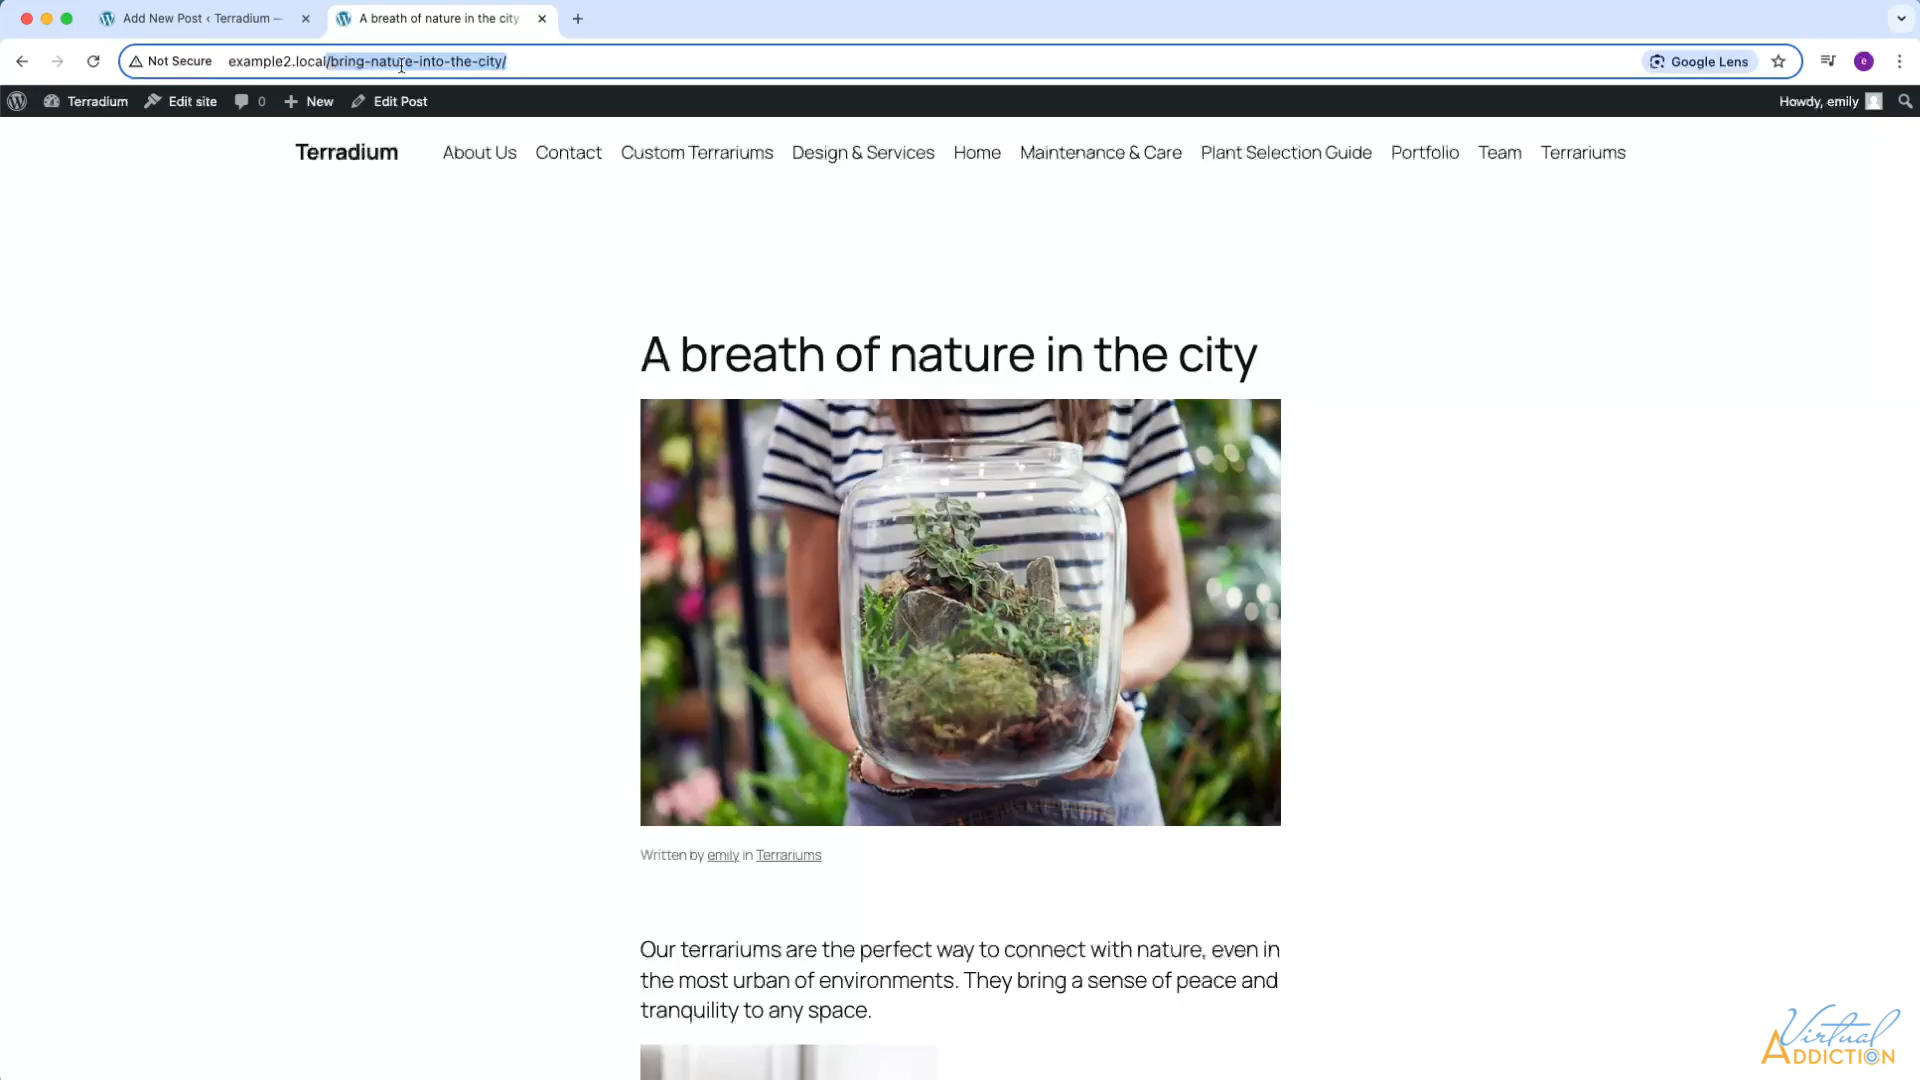 Add New Post ‹ Terradium —
A breath of nature in the city
Not Secure example2.local/bring-nature-into-the-city/
Google Lens
e
Terradium Edit site 0 New Edit Post
Howdy, emily
Terradium
About Us Contact Custom Terrariums Design & Services Home Maintenance & Care Plant Selection Guide Portfolio Team Terrariums
A breath of nature in the city
Written by emily in Terrariums
Our terrariums are the perfect way to connect with nature, even in
the most urban of environments. They bring a sense of peace and
tranquility to any space.
Virtual
ADDICTION